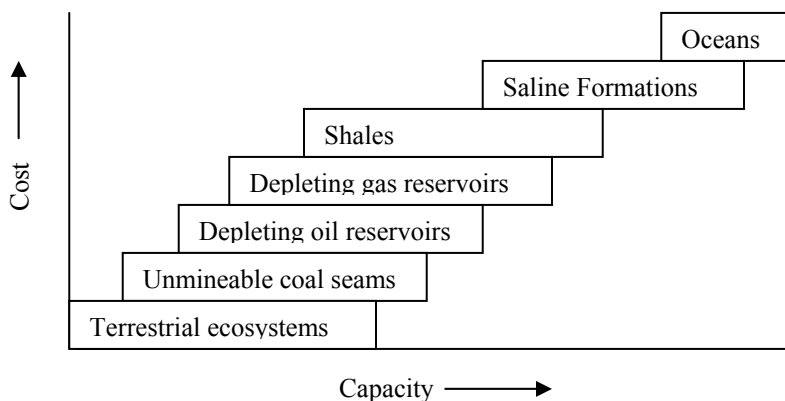 Oceans
Saline Formations
Shales
Depleting gas reservoirs
Depleting oil reservoirs
Unmineable coal seams
Terrestrial ecosystems
Cost
Capacity